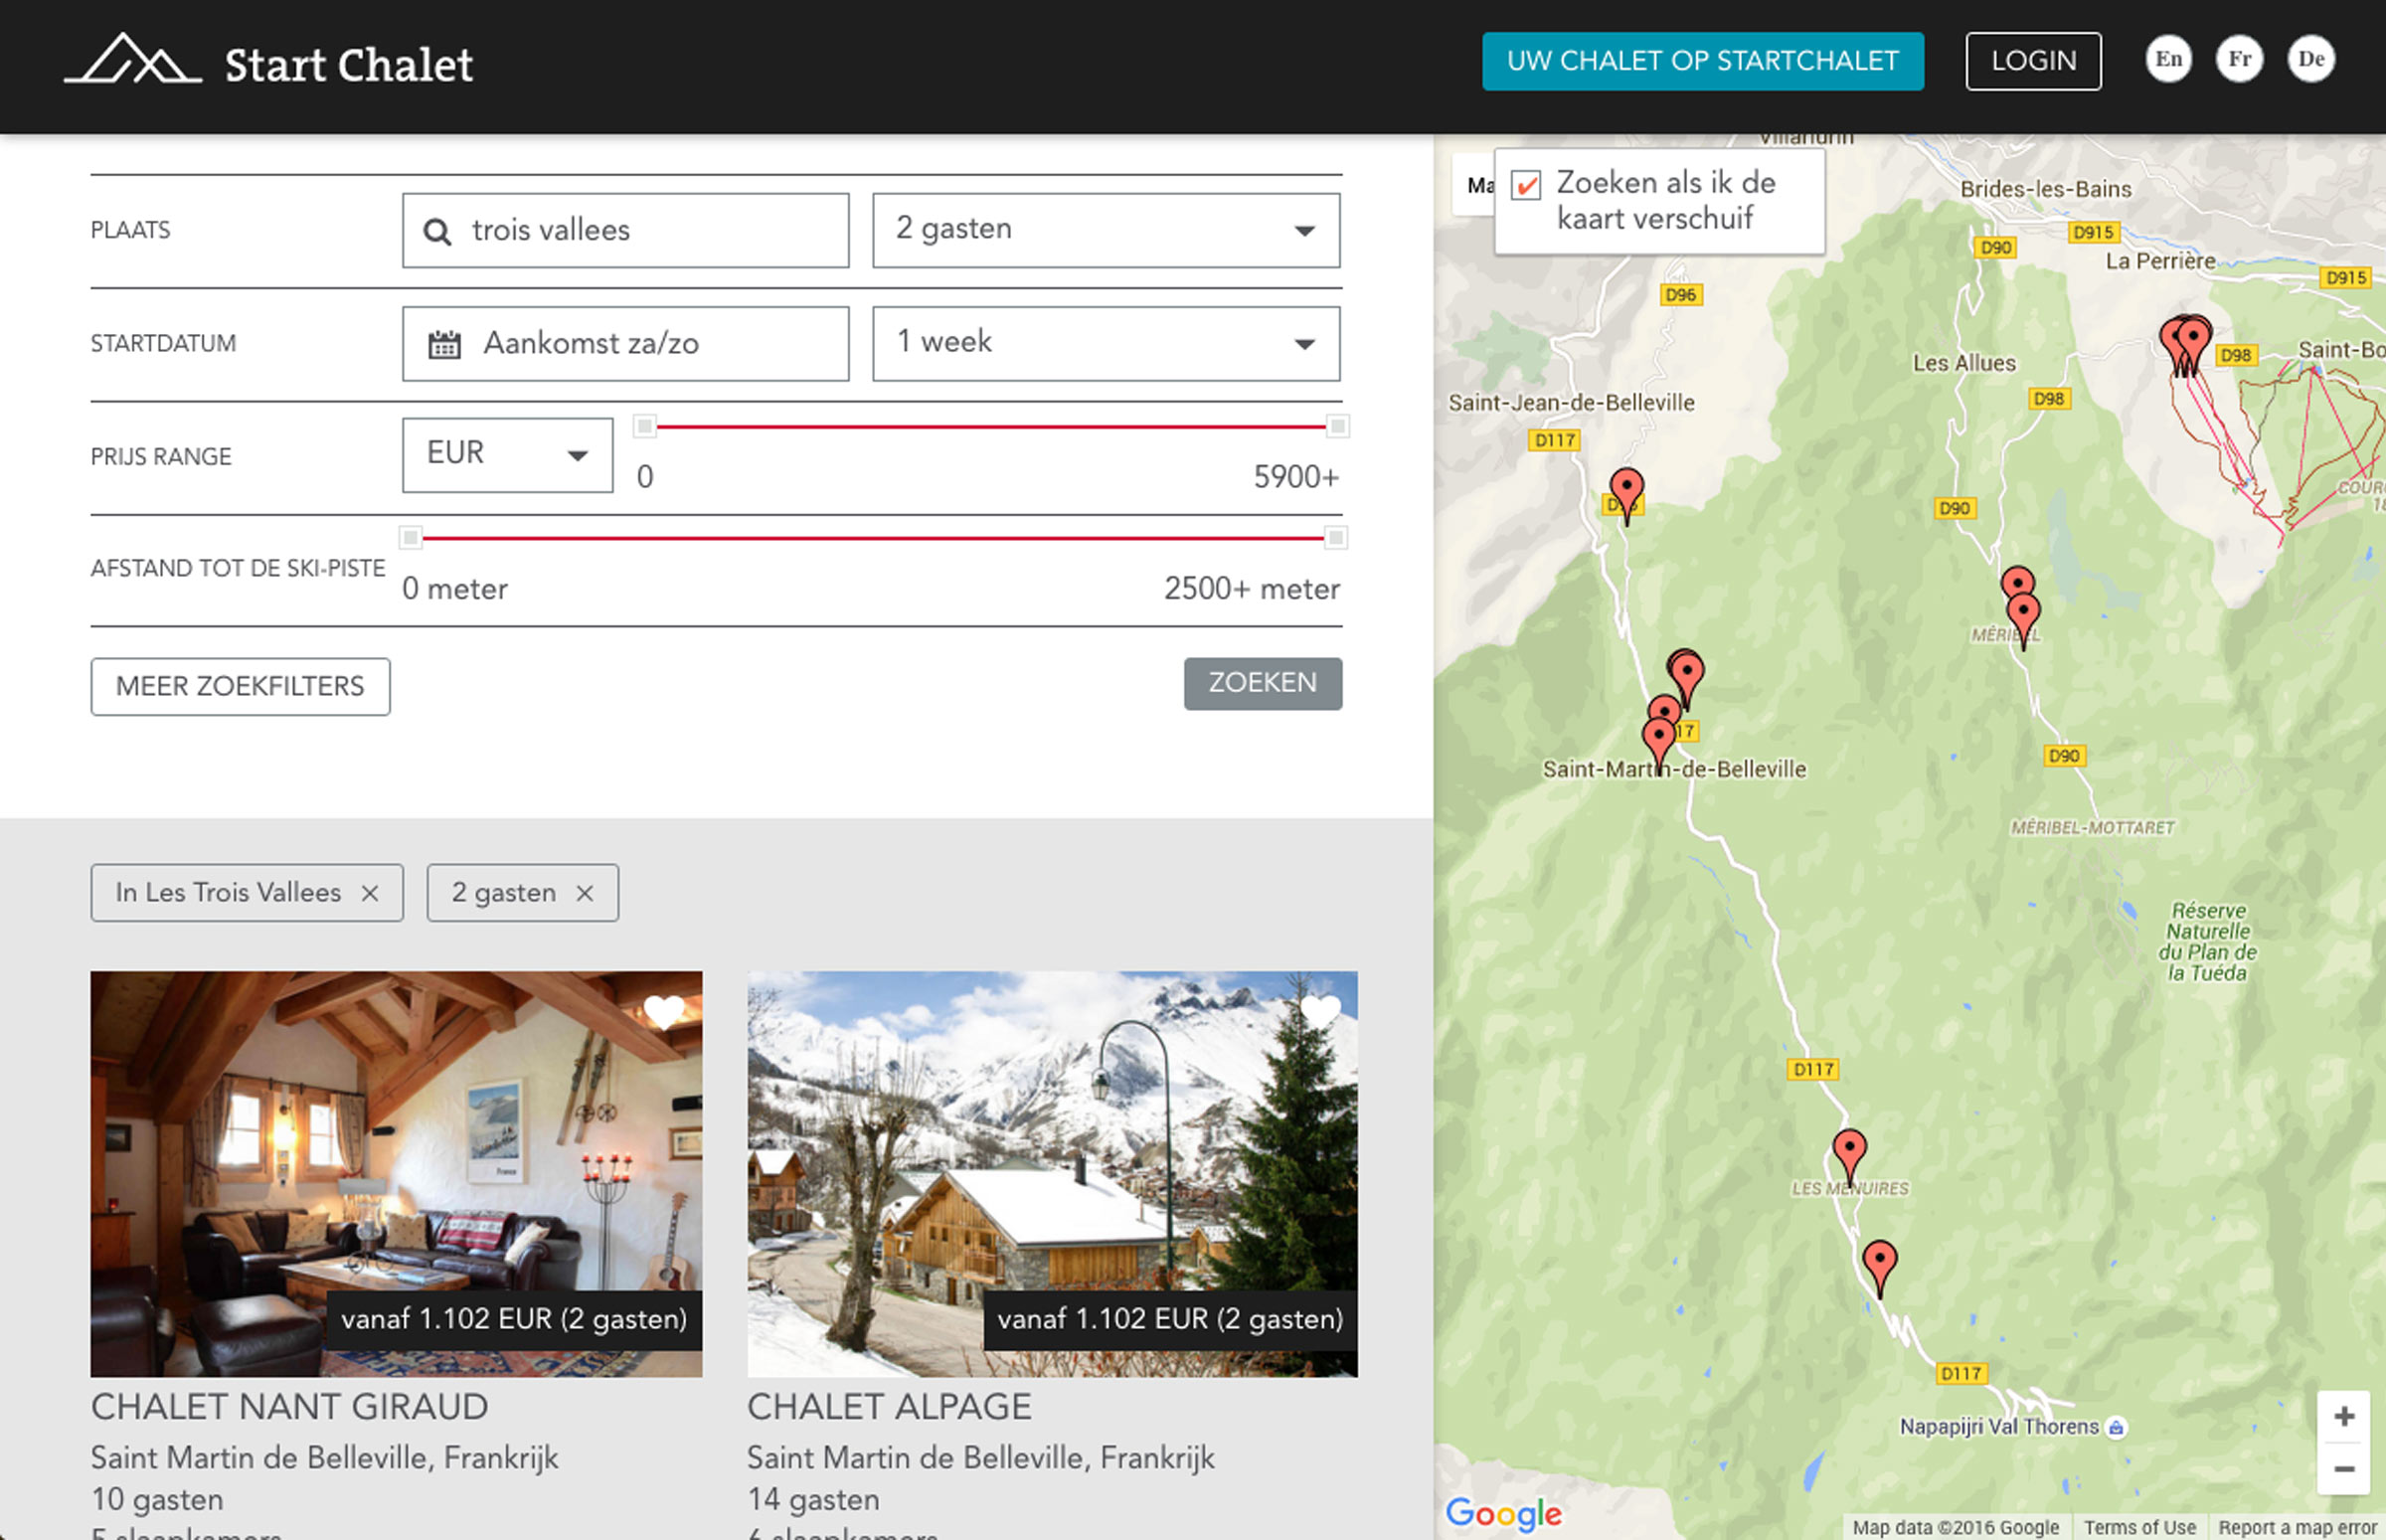 Start Chalet
UW CHALET OP STARTCHALET
LOGIN
En
Fr
De
PLAATS
trois vallees
2 gasten
STARTDATUM
Aankomst za/zo
1 week
PRIJS RANGE
EUR
0
5900+
AFSTAND TOT DE SKI-PISTE
0 meter
2500+ meter
MEER ZOEKFILTERS
ZOEKEN
In Les Trois Vallees ×
2 gasten ×
vanaf 1.102 EUR (2 gasten)
CHALET NANT GIRAUD
Saint Martin de Belleville, Frankrijk
10 gasten
5 slaapkamers
vanaf 1.102 EUR (2 gasten)
CHALET ALPAGE
Saint Martin de Belleville, Frankrijk
14 gasten
6 slaapkamers
Ma
Zoeken als ik de
kaart verschuif
Brides-les-Bains
D915
D90
La Perrière
D915
D96
D98
Saint-Bo
Les Allues
D98
Saint-Jean-de-Belleville
D117
COUR
18
D90
MÉRIBEL
17
Saint-Martin-de-Belleville
D90
MÉRIBEL-MOTTARET
Réserve
Naturelle
du Plan de
la Tuéda
D117
LES MENUIRES
D117
Napapijri Val Thorens
+
−
Google
Map data ©2016 Google
Terms of Use
Report a map error